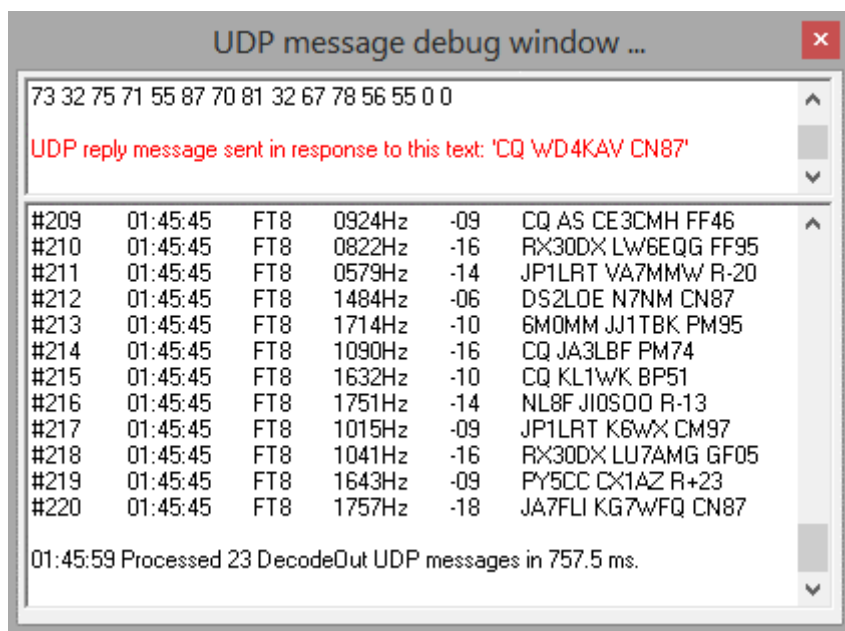 UDP message debug window ...
73 32 75 71 55 87 70 81 32 67 78 56 55 0 0
UDP reply message sent in response to this text: 'CQ WD4KAV CN87'
#209 01:45:45 FT8 0924Hz -09 CQ AS CE3CMH FF46
#210 01:45:45 FT8 0822Hz -16 RX30DX LW6EQG FF95
#211 01:45:45 FT8 0579Hz -14 JP1LRT VA7MMW R-20
#212 01:45:45 FT8 1484Hz -06 DS2LOE N7NM CN87
#213 01:45:45 FT8 1714Hz -10 6M0MM JJ1TBK PM95
#214 01:45:45 FT8 1090Hz -16 CQ JA3LBF PM74
#215 01:45:45 FT8 1632Hz -10 CQ KL1WK BP51
#216 01:45:45 FT8 1751Hz -14 NL8F JI0SOO R-13
#217 01:45:45 FT8 1015Hz -09 JP1LRT K6WX CM97
#218 01:45:45 FT8 1041Hz -16 RX30DX LU7AMG GF05
#219 01:45:45 FT8 1643Hz -09 PY5CC CX1AZ R+23
#220 01:45:45 FT8 1757Hz -18 JA7FLI KG7WFQ CN87
01:45:59 Processed 23 DecodeOut UDP messages in 757.5 ms.